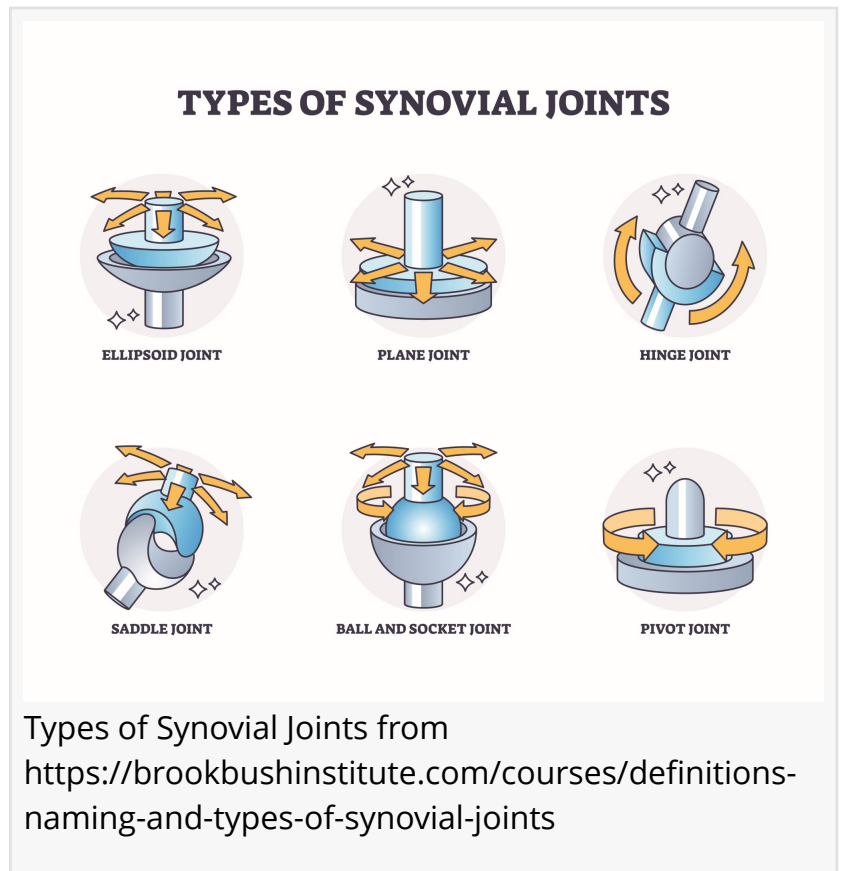 TYPES OF SYNOVIAL JOINTS
ELLIPSOID JOINT
PLANE JOINT
HINGE JOINT
SADDLE JOINT
BALL AND SOCKET JOINT
PIVOT JOINT
Types of Synovial Joints from
https://brookbushinstitute.com/courses/definitions-
naming-and-types-of-synovial-joints